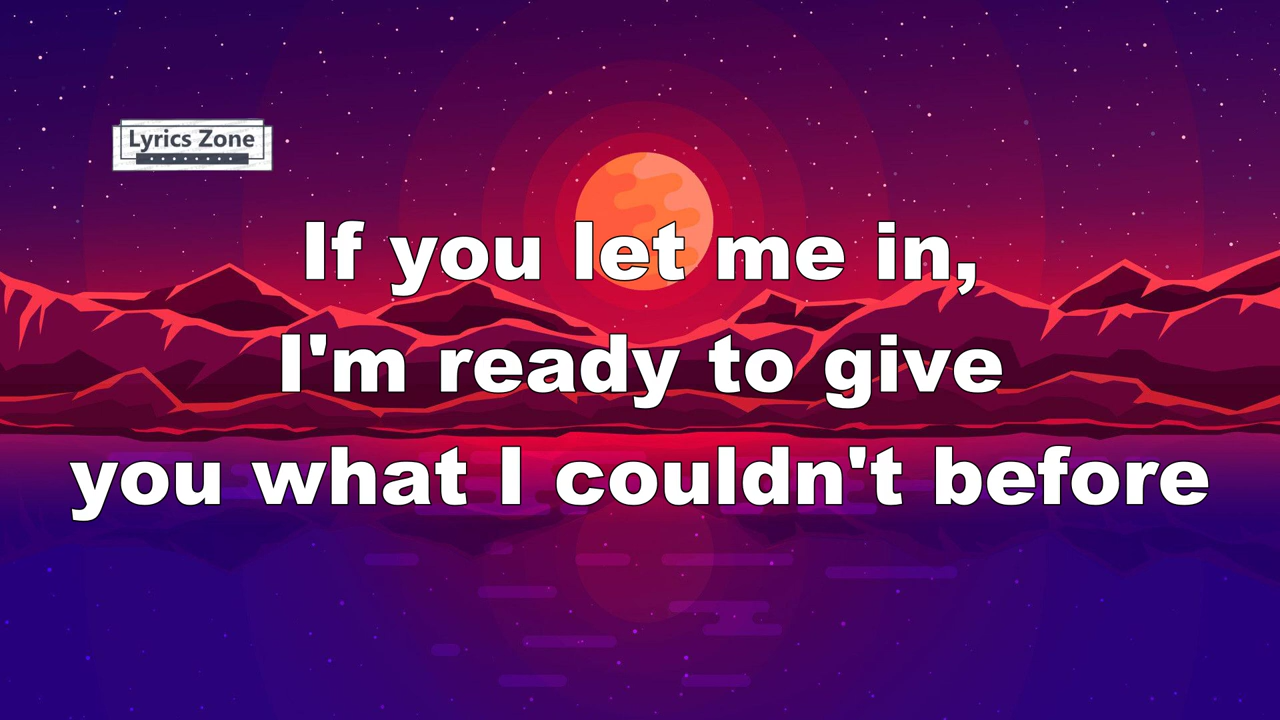 Lyrics Zone
If you let me in,
I'm ready to give
you what I couldn't before